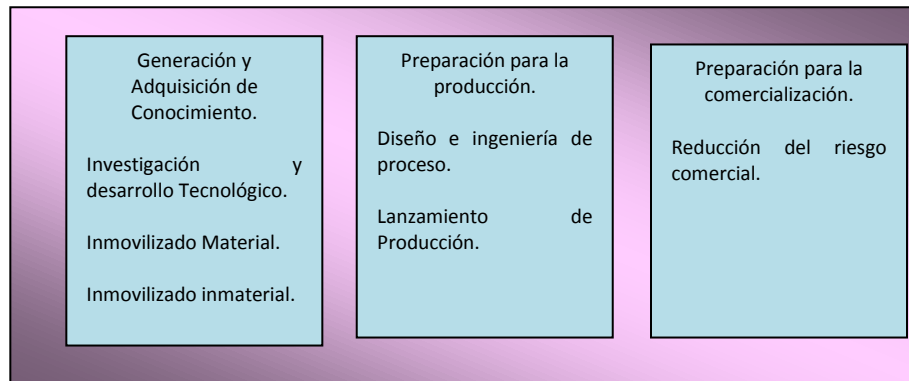 Generación y
Adquisición de
Conocimiento.
Investigación y
desarrollo Tecnológico.
Inmovilizado Material.
Inmovilizado inmaterial.
Preparación para la
producción.
Diseño e ingeniería de
proceso.
Lanzamiento de
Producción.
Preparación para la
comercialización.
Reducción del riesgo
comercial.